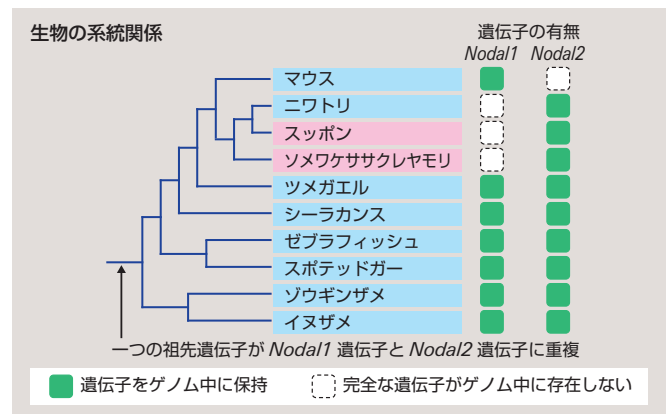 生物の系統関係
遺伝子の有無
Nodal1 Nodal2
マウス
ニワトリ
スッポン
ソメワケササクレヤモリ
ツメガエル
シーラカンス
ゼブラフィッシュ
スポテッドガー
ゾウギンザメ
イヌザメ
一つの祖先遺伝子が Nodal1 遺伝子と Nodal2 遺伝子に重複
遺伝子をゲノム中に保持
完全な遺伝子がゲノム中に存在しない